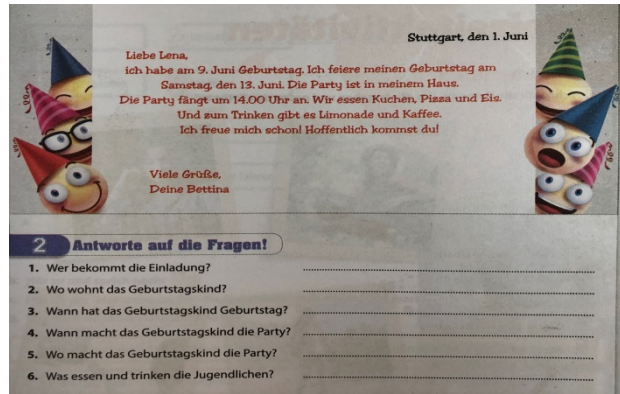 Stuttgart, den 1. Juni
Liebe Lena,
ich habe am 9. Juni Geburtstag. Ich feiere meinen Geburtstag am
Samstag, den 13. Juni. Die Party ist in meinem Haus.
Die Party fängt um 14.00 Uhr an. Wir essen Kuchen, Pizza und Eis.
Und zum Trinken gibt es Limonade und Kaffee.
Ich freue mich schon! Hoffentlich kommst du!
Viele Grüße,
Deine Bettina
2 Antworte auf die Fragen!
1. Wer bekommt die Einladung?
2. Wo wohnt das Geburtstagskind?
3. Wann hat das Geburtstagskind Geburtstag?
4. Wann macht das Geburtstagskind die Party?
5. Wo macht das Geburtstagskind die Party?
6. Was essen und trinken die Jugendlichen?